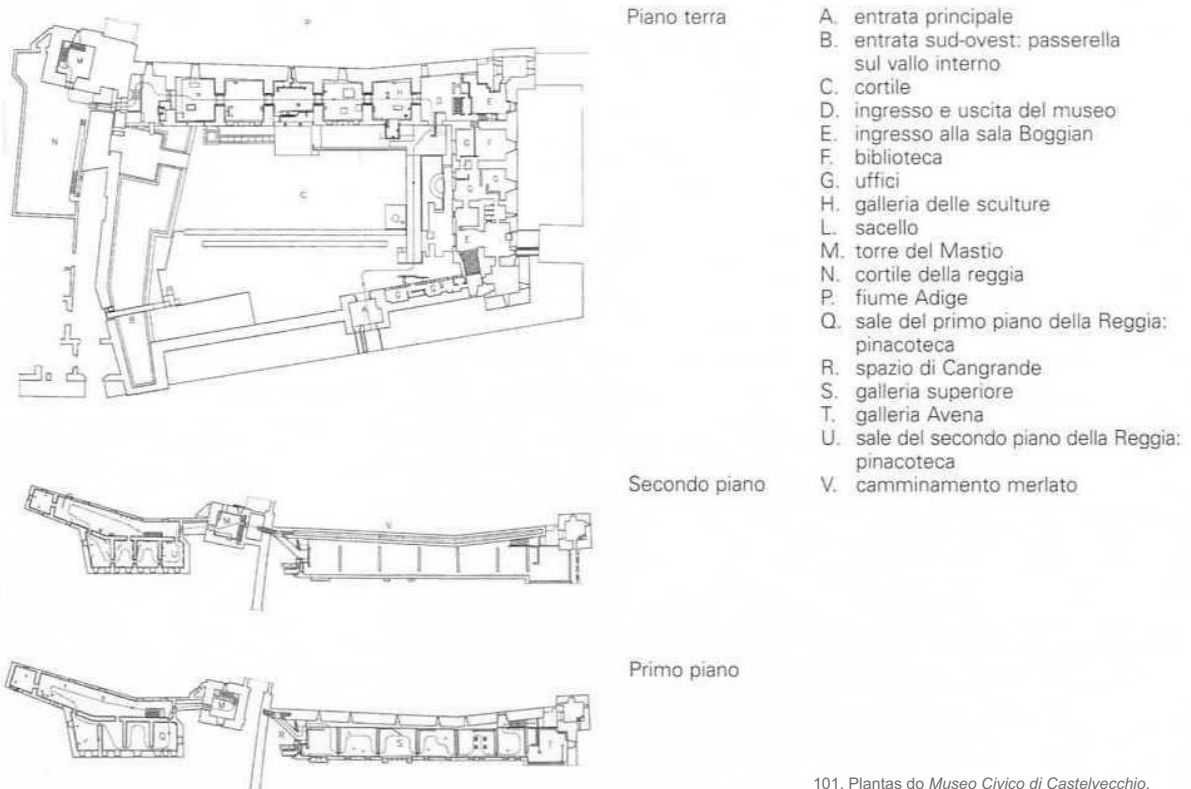 Piano terra
A. entrata principale
B. entrata sud-ovest: passerella
sul vallo interno
C. cortile
D. ingresso e uscita del museo
E. ingresso alla sala Boggian
F. biblioteca
G. uffici
H. galleria delle sculture
L. sacello
M. torre del Mastio
N. cortile della reggia
P. fiume Adige
Q. sale del primo piano della Reggia:
pinacoteca
R. spazio di Cangrande
S. galleria superiore
T. galleria Avena
U. sale del secondo piano della Reggia:
pinacoteca
Secondo piano
V. camminamento merlato
Primo piano
101. Plantas do Museo Civico di Castelvecchio.
P
M
N
H
D
E
G
F
C
E
A
B
M
V
M
Q
R
S
T